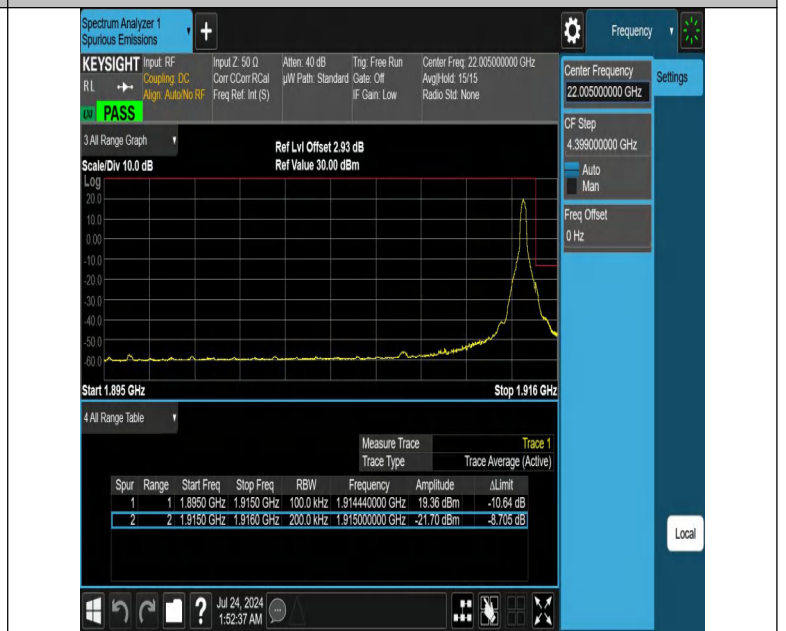 Spectrum Analyzer 1
Spurious Emissions
+
Frequency
KEYSIGHT
RL
PASS
Input: RF
Coupling: DC
Align: Auto/No RF
Input Z: 50 Ω
Corr CCorr RCal
Freq Ref: Int (S)
Atten: 40 dB
µW Path: Standard
Trig: Free Run
Gate: Off
IF Gain: Low
Center Freq: 22.005000000 GHz
Avg|Hold: 15/15
Radio Std: None
Center Frequency
22.005000000 GHz
Settings
CF Step
4.399000000 GHz
Auto
Man
Freq Offset
0 Hz
3 All Range Graph
Scale/Div 10.0 dB
Ref Lvl Offset 2.93 dB
Ref Value 30.00 dBm
Log
20.0
10.0
0.00
-10.0
-20.0
-30.0
-40.0
-50.0
-60.0
Start 1.895 GHz
Stop 1.916 GHz
4 All Range Table
Measure Trace Trace 1
Trace Type Trace Average (Active)
Spur Range Start Freq Stop Freq RBW Frequency Amplitude ΔLimit
1 1 1.8950 GHz 1.9150 GHz 100.0 kHz 1.914440000 GHz 19.36 dBm -10.64 dB
2 2 1.9150 GHz 1.9160 GHz 200.0 kHz 1.915000000 GHz -21.70 dBm -8.705 dB
Local
?
Jul 24, 2024
1:52:37 AM